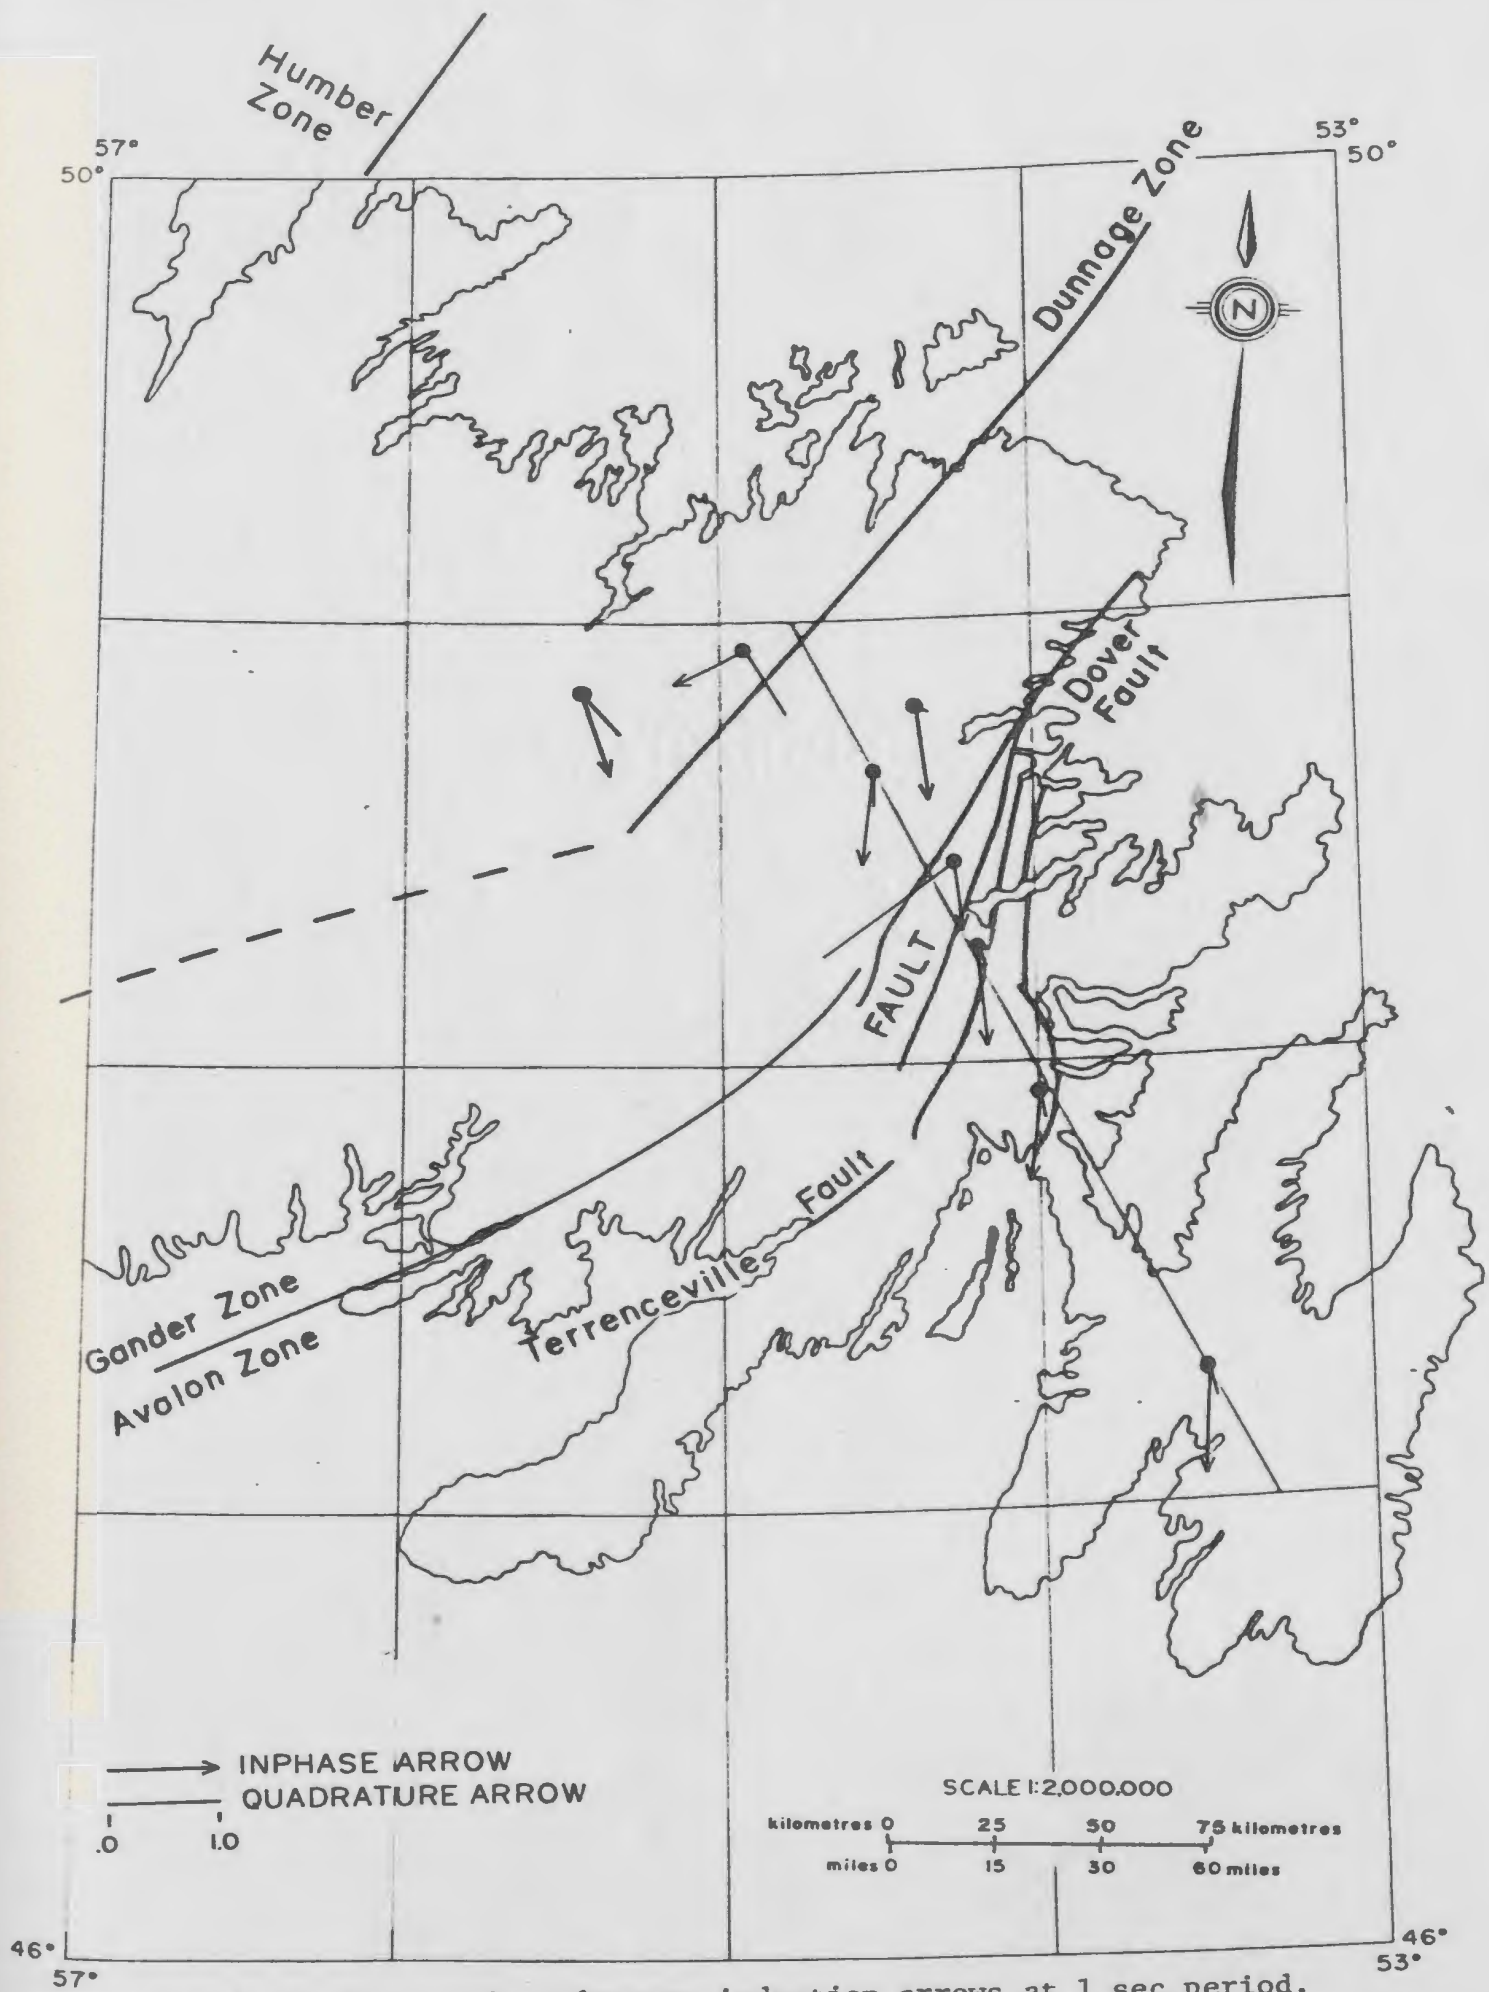 Humber
Zone
57°
50°
53°
50°
Dunnage Zone
N
Dover
Fault
FAULT
Fault
Terrenceville
Gander Zone
Avalon Zone
INPHASE ARROW
QUADRATURE ARROW
.0 1.0
SCALE 1:2,000,000
kilometres 0 25 50 75 kilometres
miles 0 15 30 60 miles
46°
57°
46°
53°
arrows at 1 sec period.